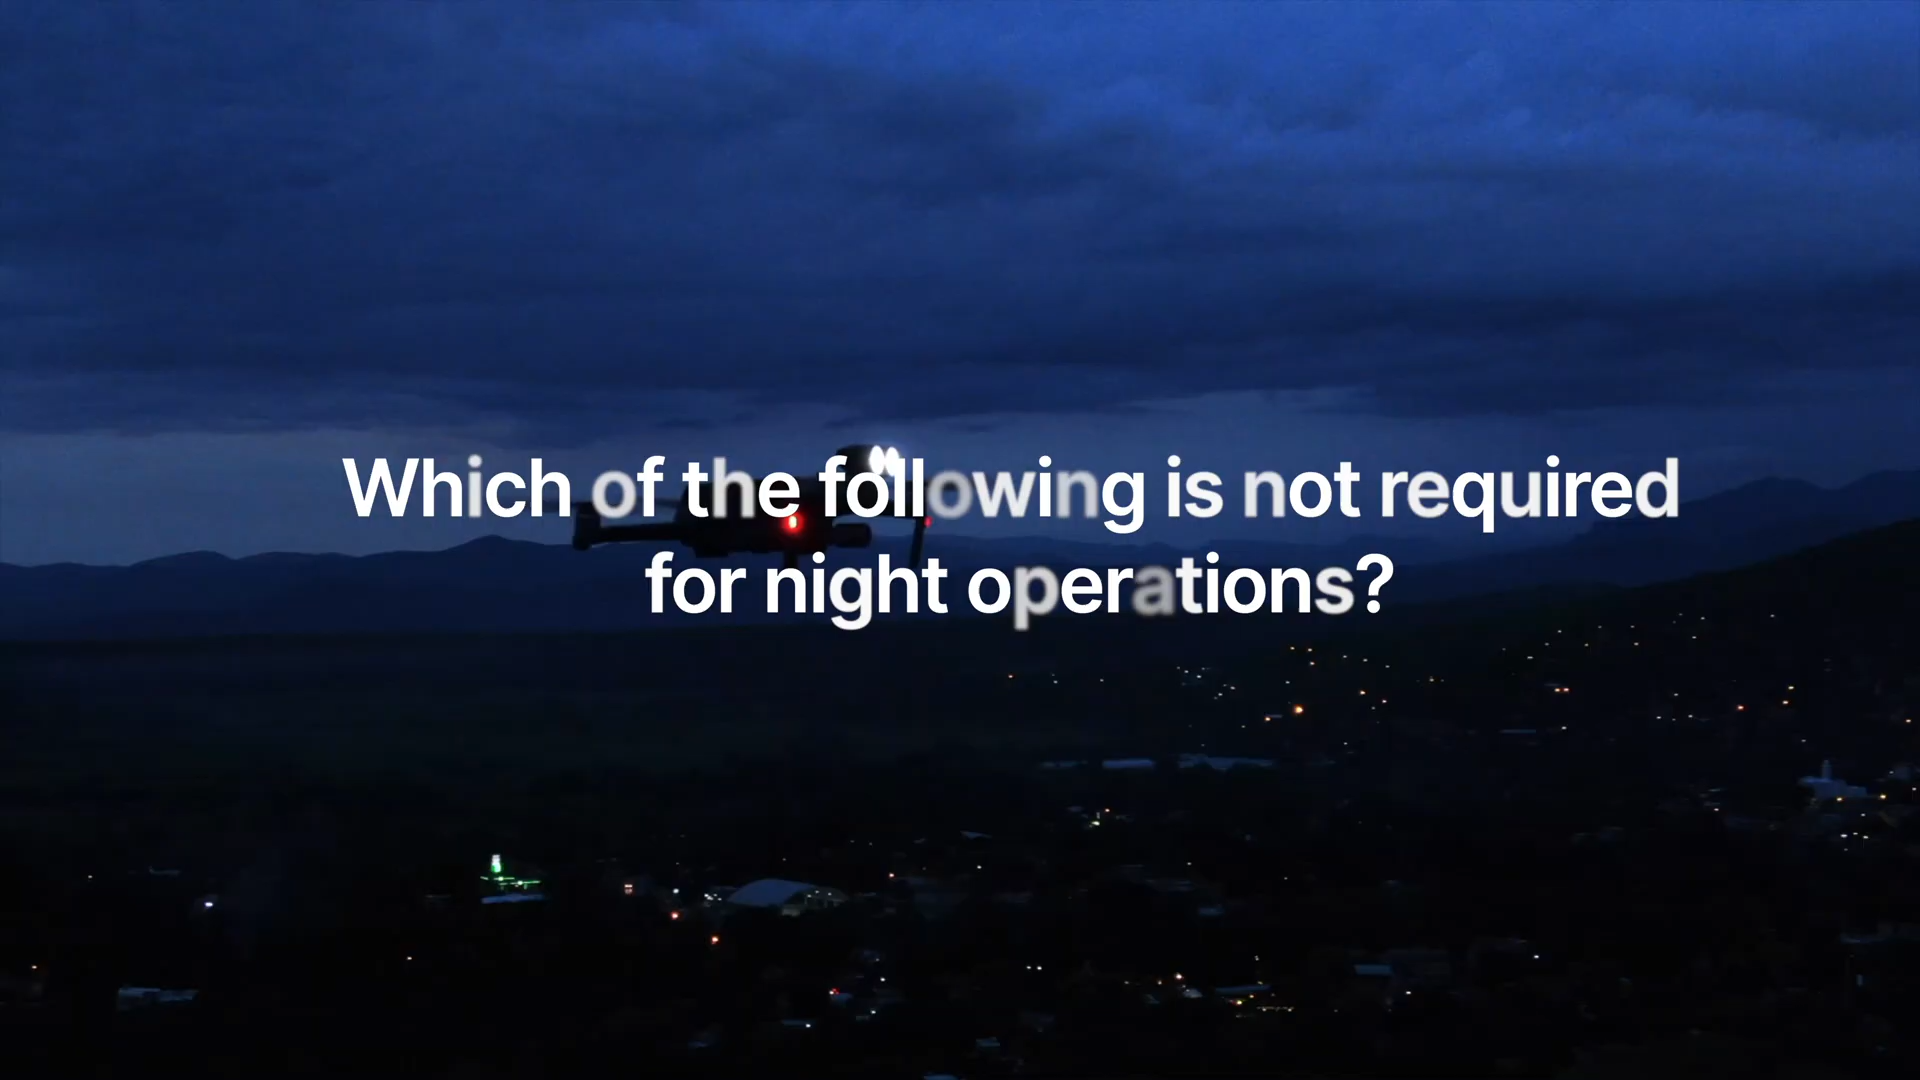 Which of the following is not required
for night operations?